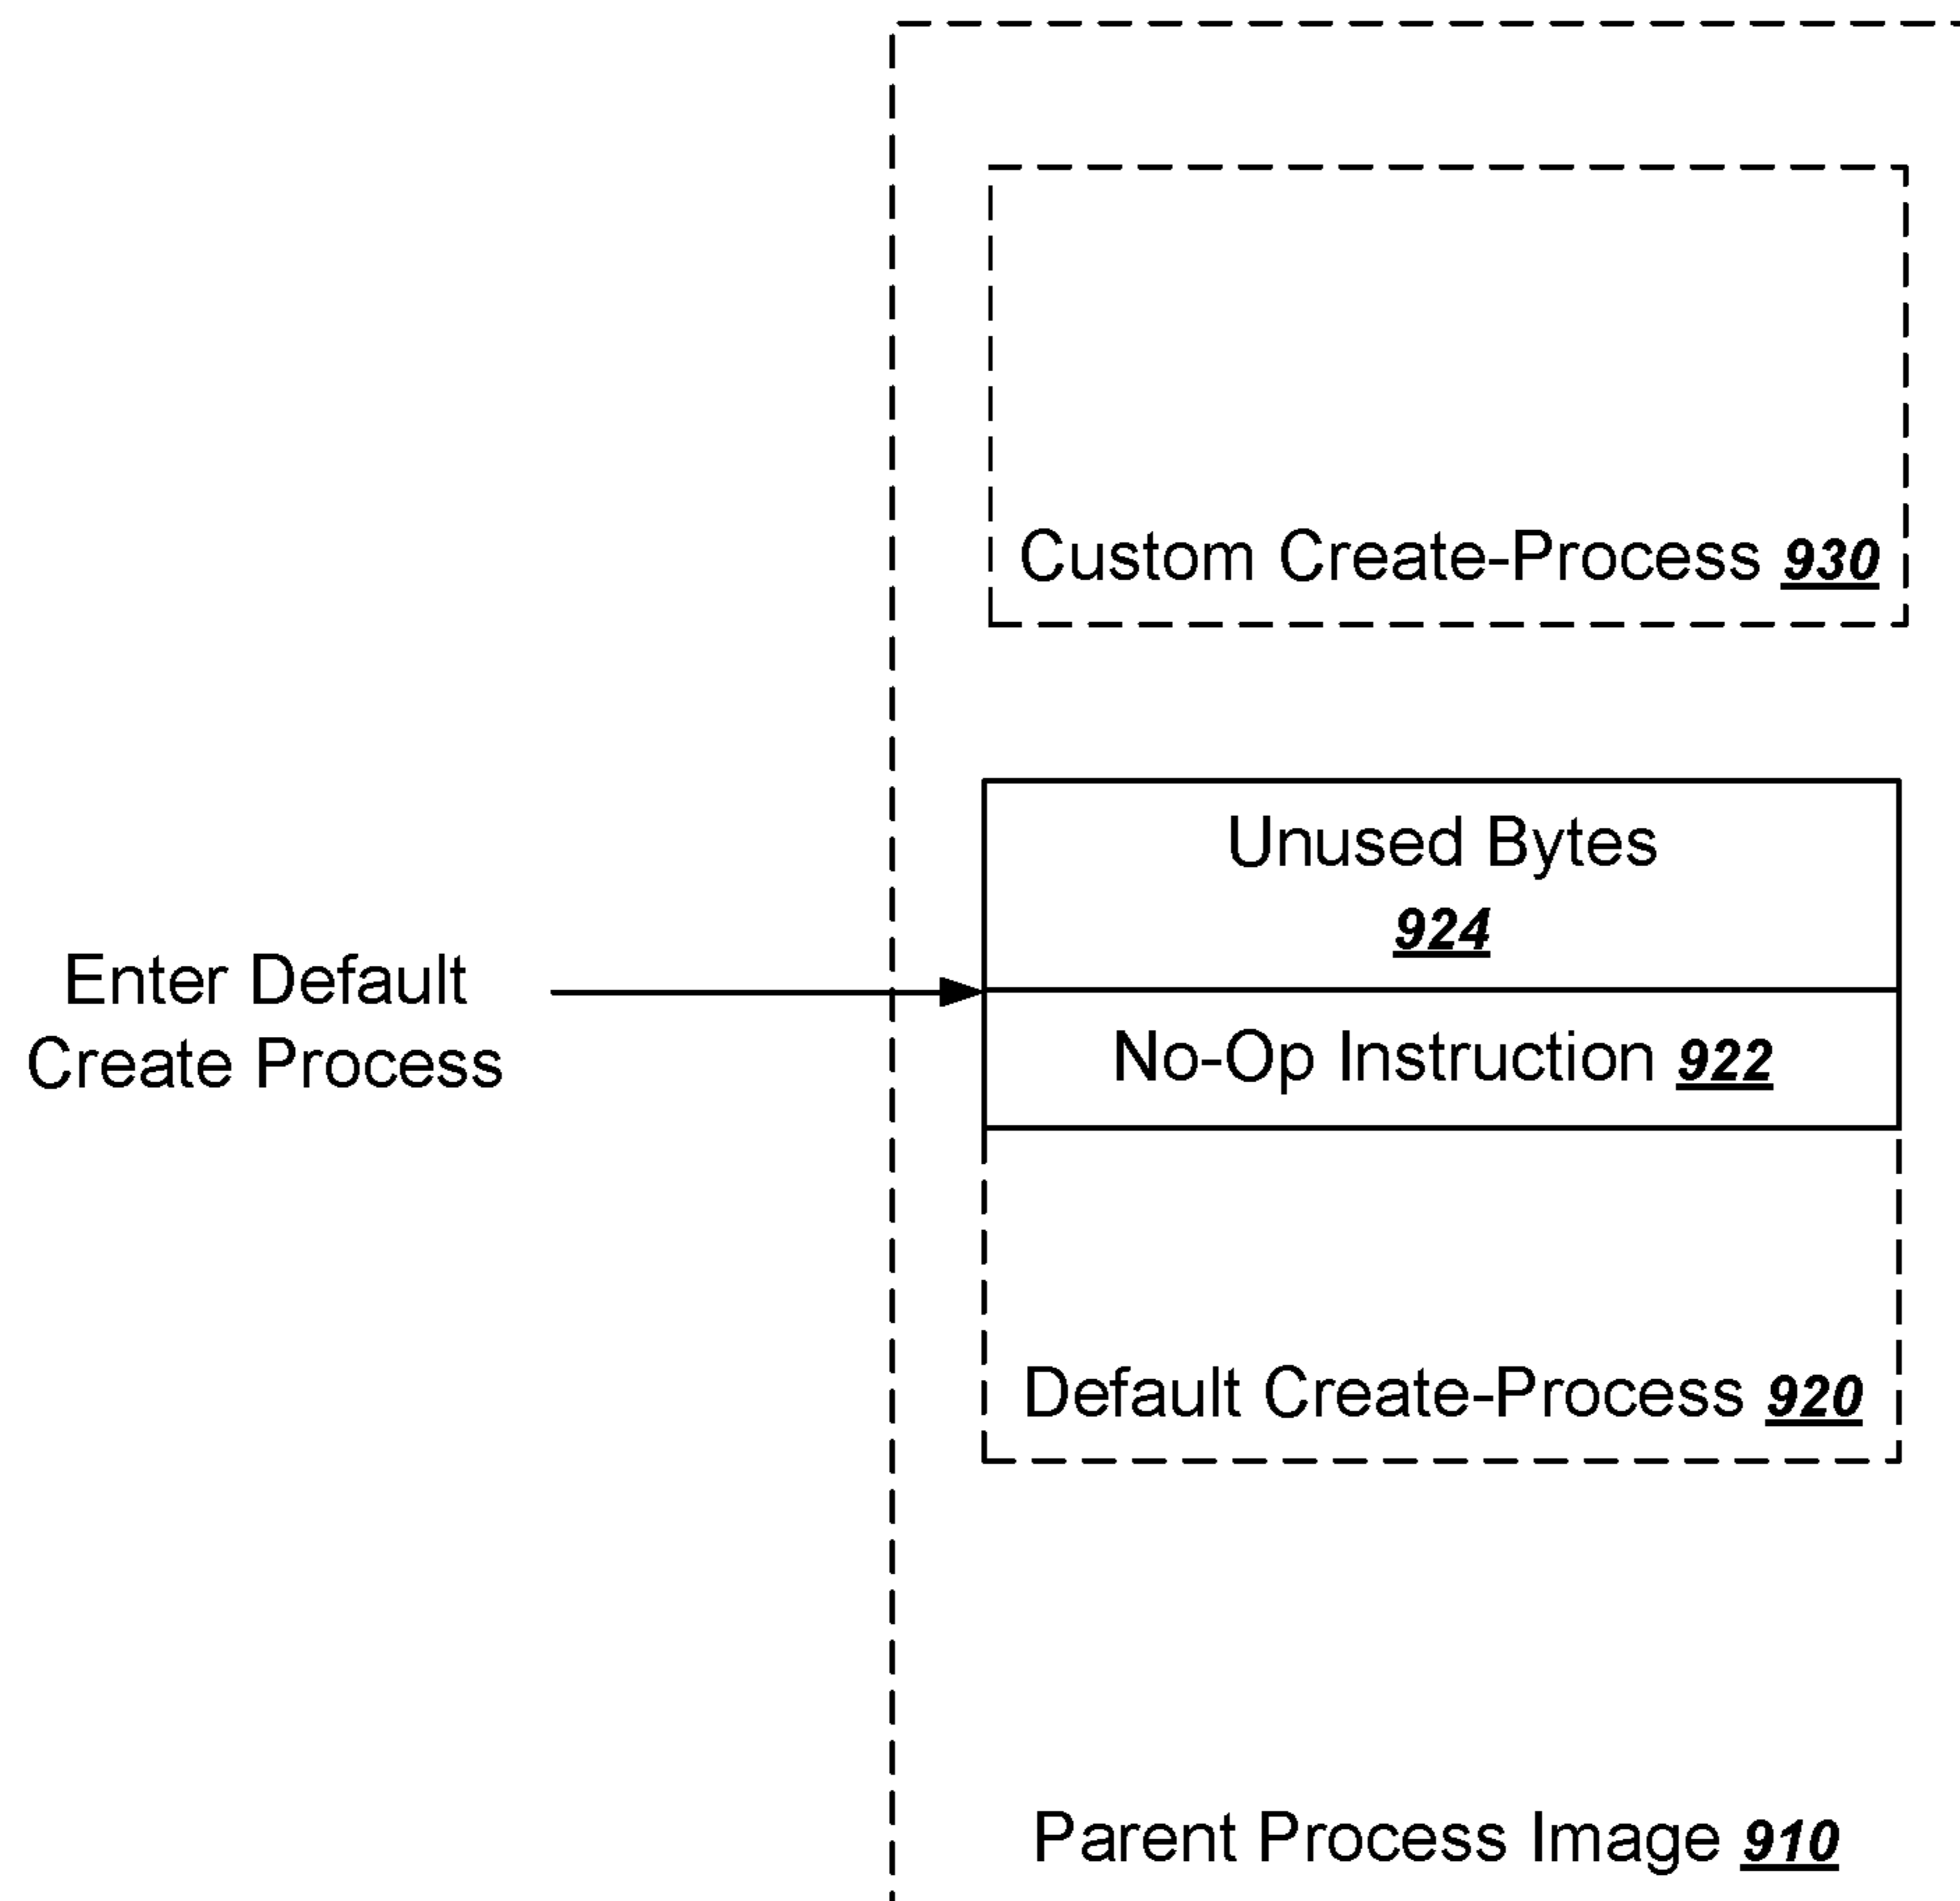 Custom Create-Process 930
Unused Bytes
924
Enter Default
Create Process
No-Op Instruction 922
Default Create-Process 920
Parent Process Image 910